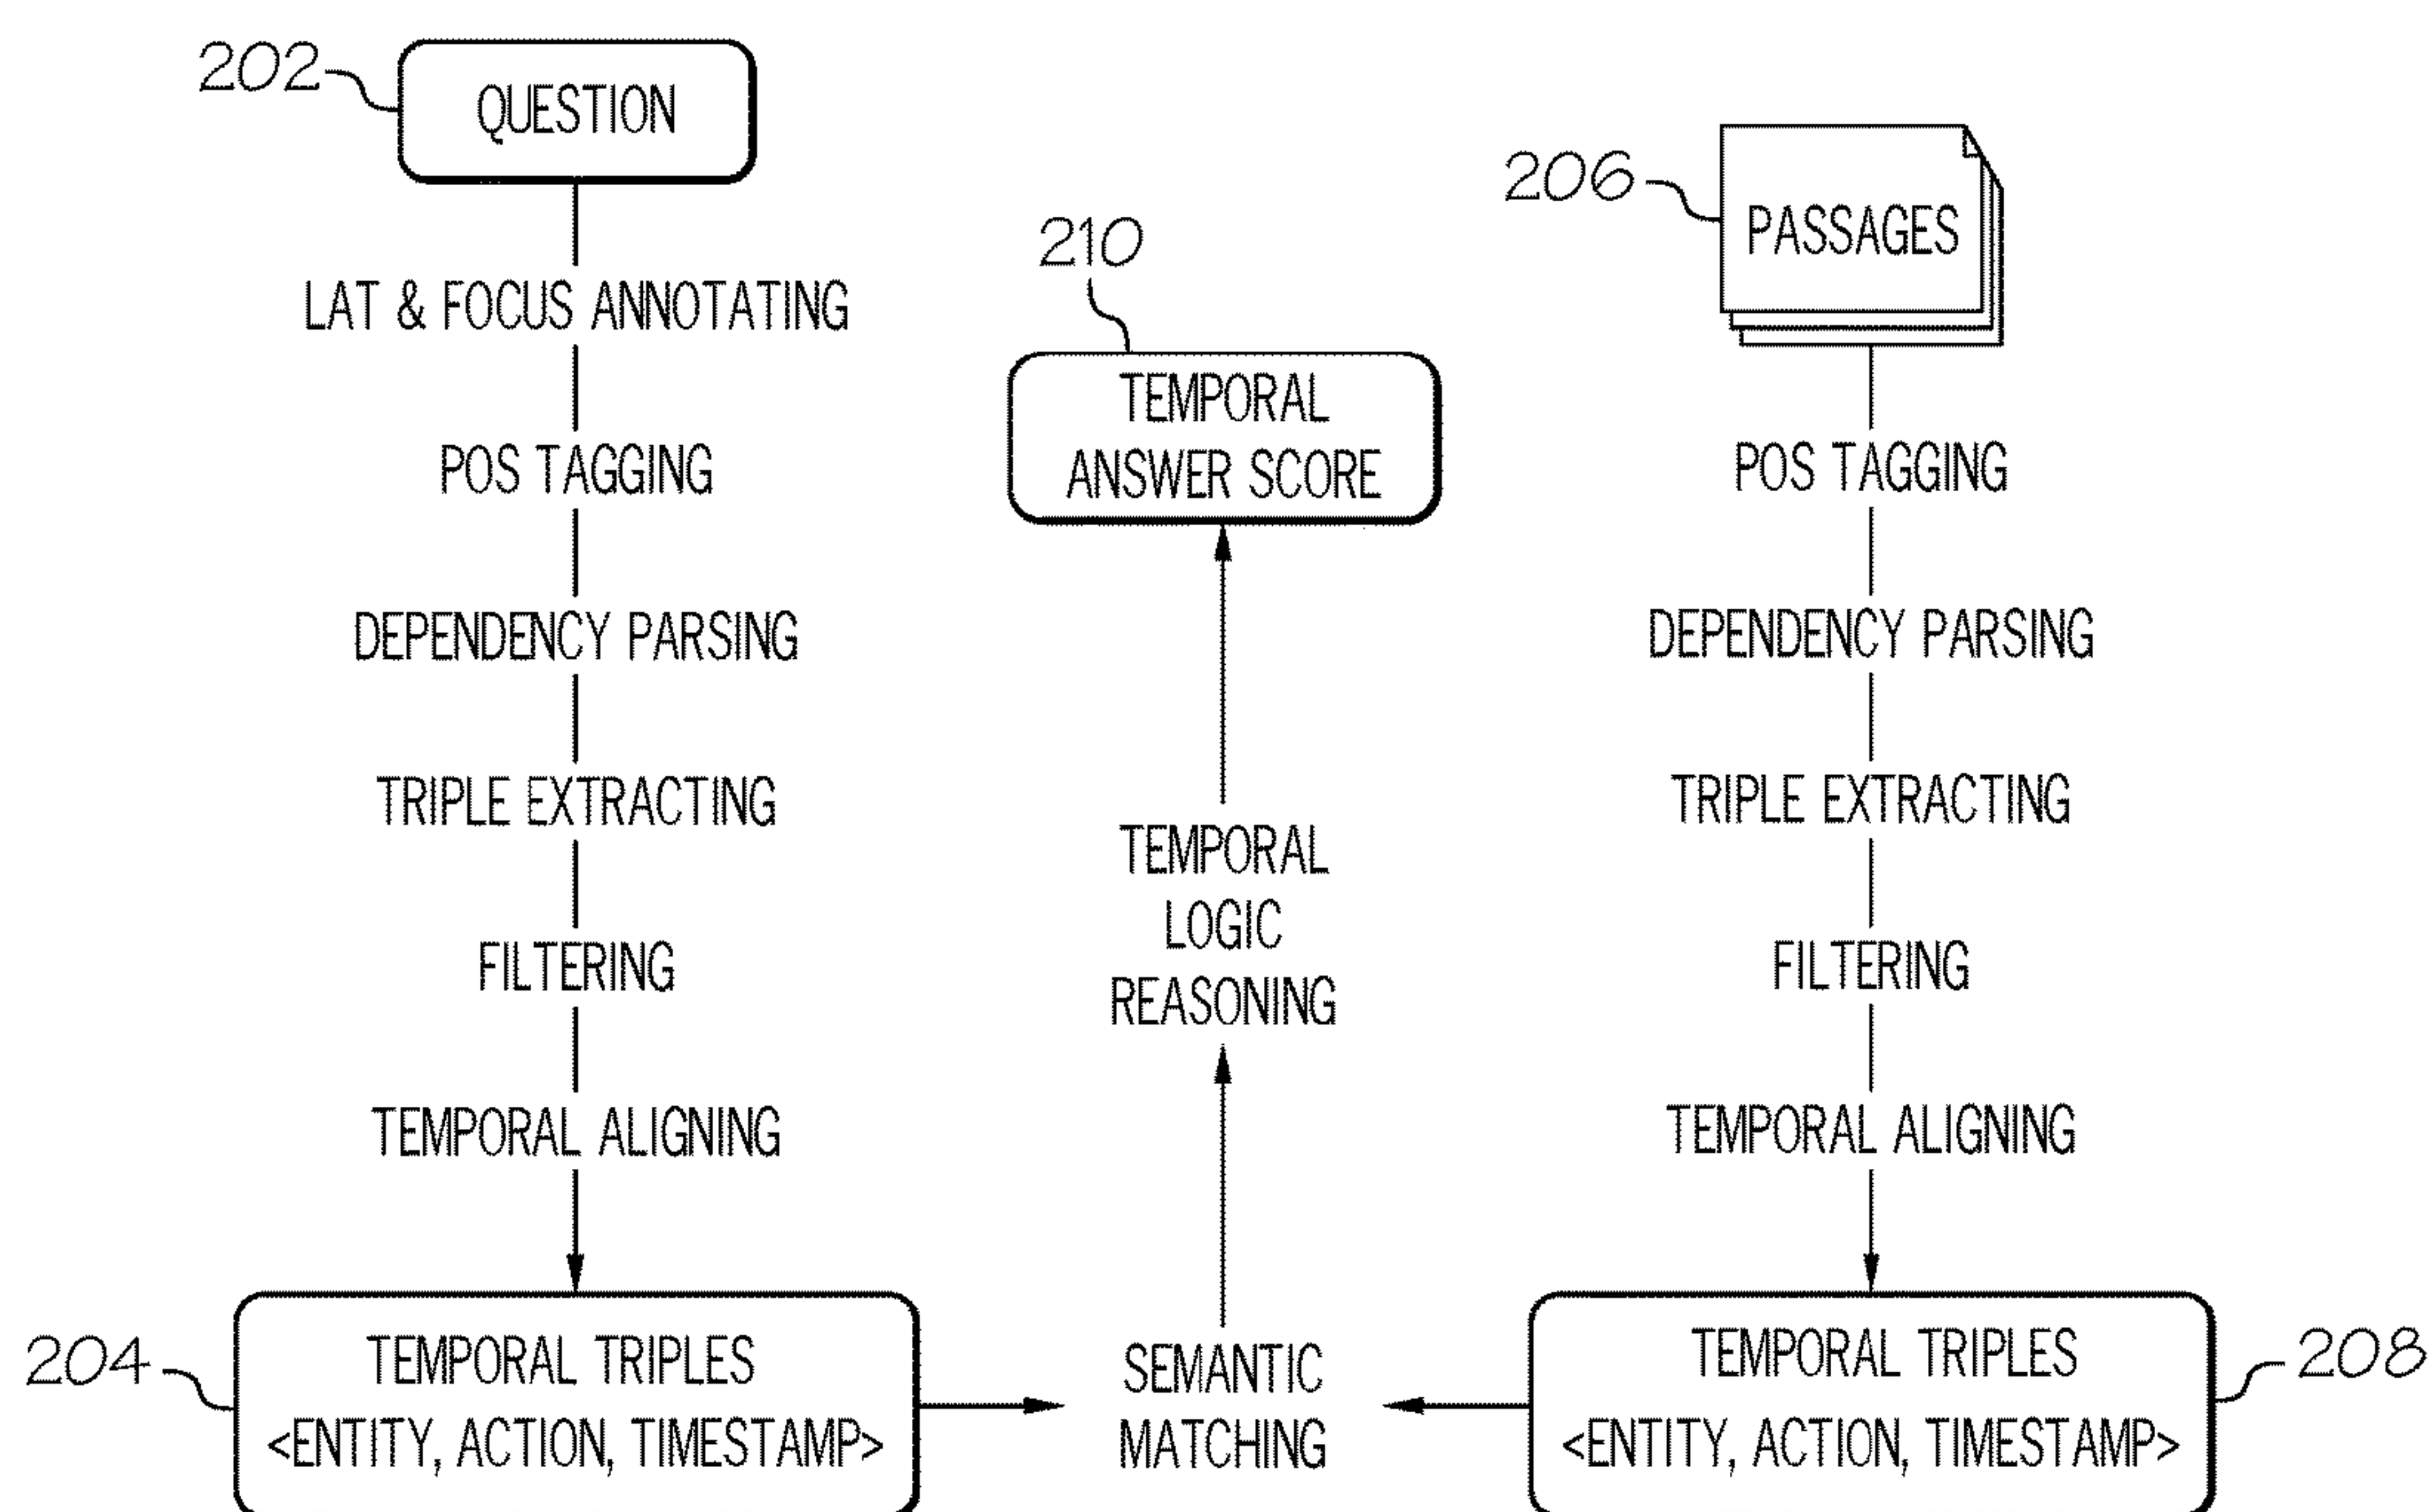 202
QUESTION
LAT & FOCUS ANNOTATING
POS TAGGING
DEPENDENCY PARSING
TRIPLE EXTRACTING
FILTERING
TEMPORAL ALIGNING
204
TEMPORAL TRIPLES
<ENTITY, ACTION, TIMESTAMP>
210
TEMPORAL
ANSWER SCORE
TEMPORAL
LOGIC
REASONING
SEMANTIC
MATCHING
206
PASSAGES
POS TAGGING
DEPENDENCY PARSING
TRIPLE EXTRACTING
FILTERING
TEMPORAL ALIGNING
TEMPORAL TRIPLES
<ENTITY, ACTION, TIMESTAMP>
208